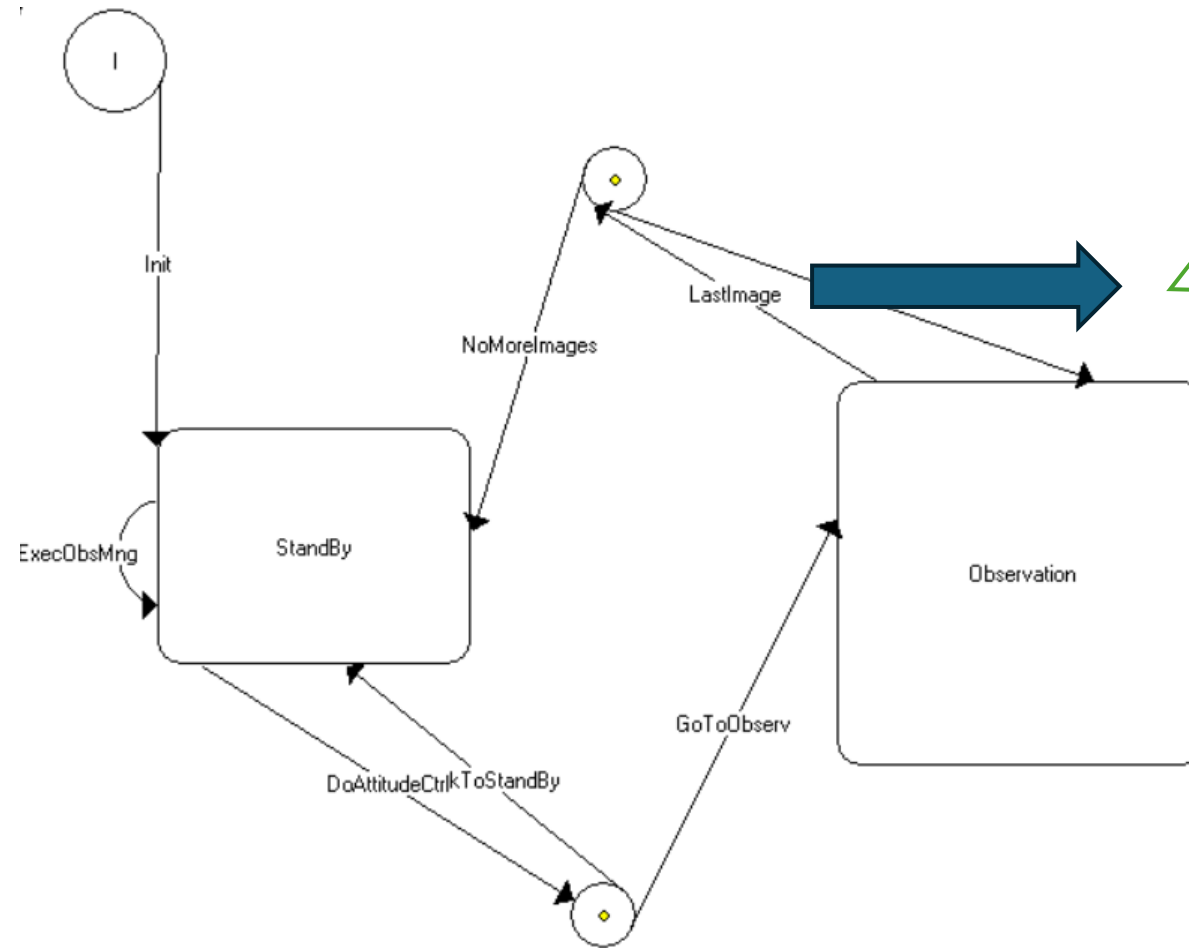 I
Init
LastImage
NoMoreImages
ExecObsMng
StandBy
Observation
GoToObserv
DoAttitudeCtrl
kToStandBy